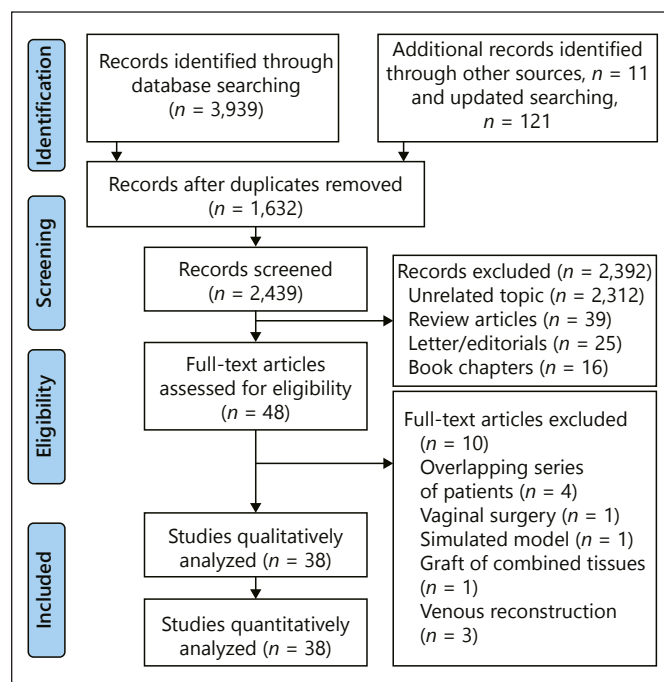 Identification
Records identified through
database searching
(n = 3,939)
Additional records identified
through other sources, n = 11
and updated searching,
n = 121
Records after duplicates removed
(n = 1,632)
Screening
Records screened
(n = 2,439)
Records excluded (n = 2,392)
Unrelated topic (n = 2,312)
Review articles (n = 39)
Letter/editorials (n = 25)
Book chapters (n = 16)
Eligibility
Full-text articles
assessed for eligibility
(n = 48)
Full-text articles excluded
(n = 10)
Overlapping series
of patients (n = 4)
Vaginal surgery (n = 1)
Simulated model (n = 1)
Graft of combined tissues
(n = 1)
Venous reconstruction
(n = 3)
Included
Studies qualitatively
analyzed (n = 38)
Studies quantitatively
analyzed (n = 38)